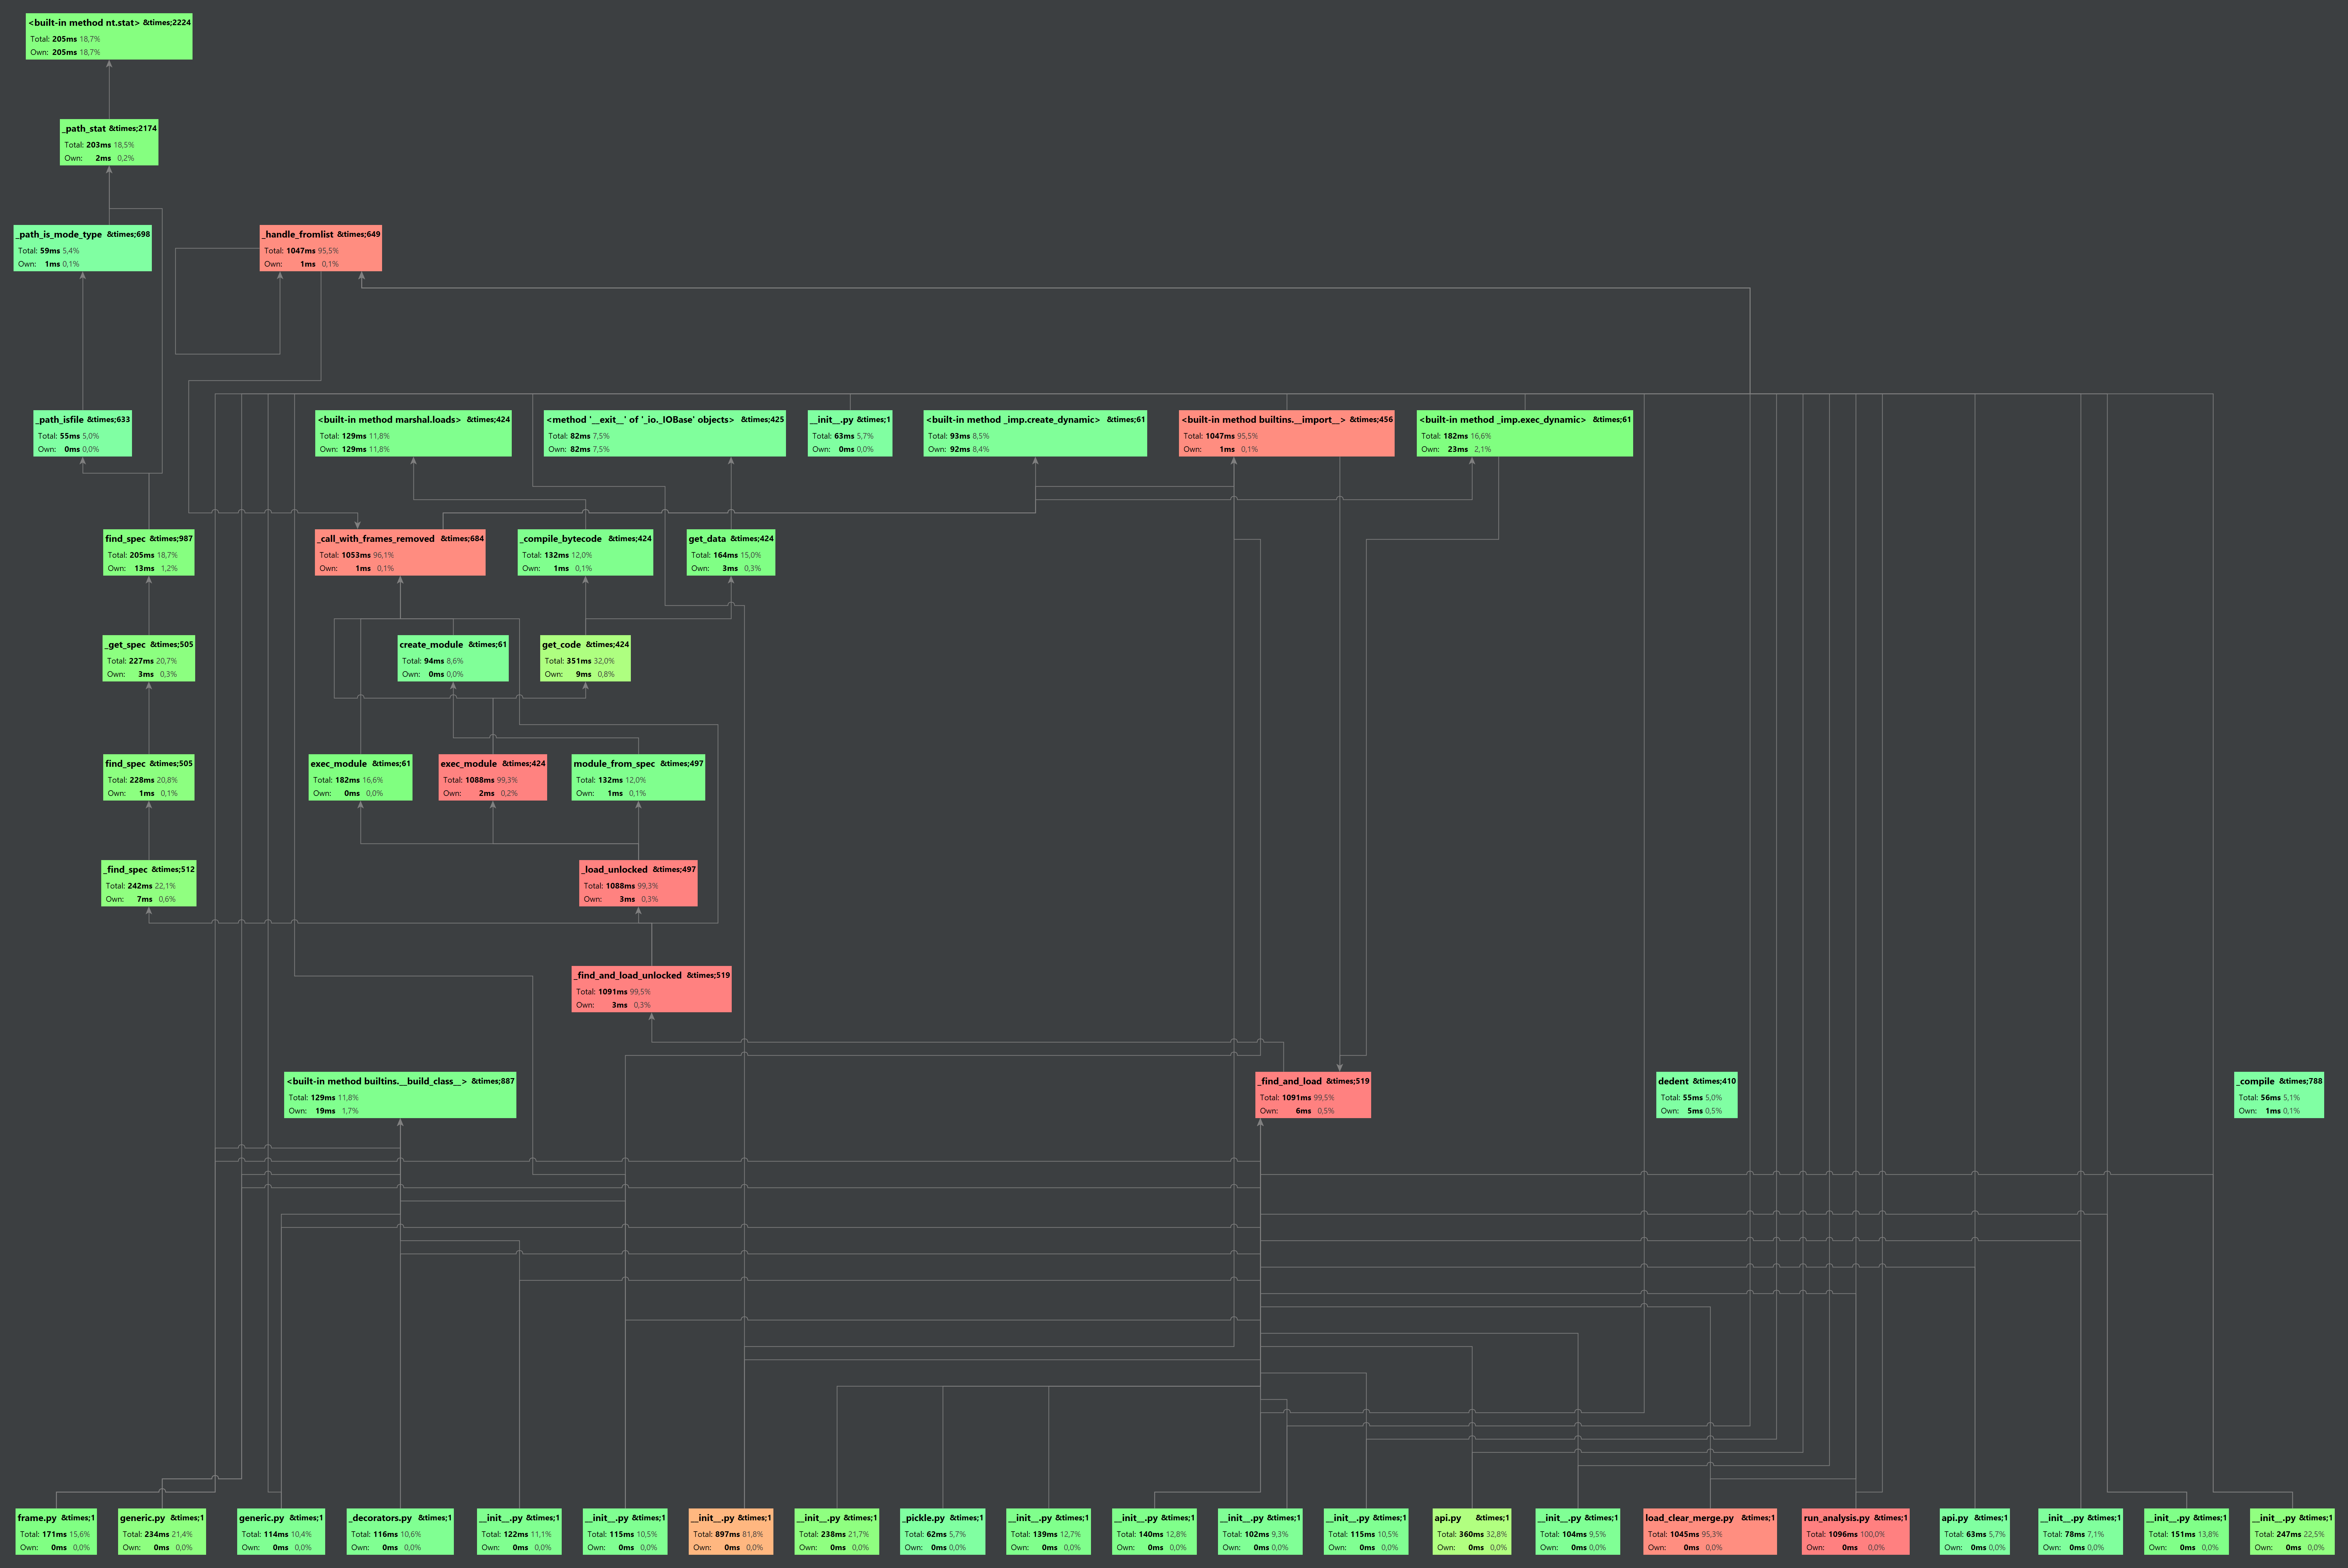 <built-in method nt.stat> &times;2224
Total: 205ms 18,7%
Own: 205ms 18,7%
_path_stat &times;2174
Total: 203ms 18,5%
Own: 2ms 0,2%
_path_is_mode_type &times;698
Total: 59ms 5,4%
Own: 1ms 0,1%
_handle_fromlist &times;649
Total: 1047ms 95,5%
Own: 1ms 0,1%
_path_isfile &times;633
Total: 55ms 5,0%
Own: 0ms 0,0%
<built-in method marshal.loads> &times;424
Total: 129ms 11,8%
Own: 129ms 11,8%
<method '__exit__' of '_io._IOBase' objects> &times;425
Total: 82ms 7,5%
Own: 82ms 7,5%
__init__.py &times;1
Total: 63ms 5,7%
Own: 0ms 0,0%
<built-in method _imp.create_dynamic> &times;61
Total: 93ms 8,5%
Own: 92ms 8,4%
<built-in method builtins.__import__> &times;456
Total: 1047ms 95,5%
Own: 1ms 0,1%
<built-in method _imp.exec_dynamic> &times;61
Total: 182ms 16,6%
Own: 23ms 2,1%
find_spec &times;987
Total: 205ms 18,7%
Own: 13ms 1,2%
_call_with_frames_removed &times;684
Total: 1053ms 96,1%
Own: 1ms 0,1%
_compile_bytecode &times;424
Total: 132ms 12,0%
Own: 1ms 0,1%
get_data &times;424
Total: 164ms 15,0%
Own: 3ms 0,3%
_get_spec &times;505
Total: 227ms 20,7%
Own: 3ms 0,3%
create_module &times;61
Total: 94ms 8,6%
Own: 0ms 0,0%
get_code &times;424
Total: 351ms 32,0%
Own: 9ms 0,8%
find_spec &times;505
Total: 228ms 20,8%
Own: 1ms 0,1%
exec_module &times;61
Total: 182ms 16,6%
Own: 0ms 0,0%
exec_module &times;424
Total: 1088ms 99,3%
Own: 2ms 0,2%
module_from_spec &times;497
Total: 132ms 12,0%
Own: 1ms 0,1%
_find_spec &times;512
Total: 242ms 22,1%
Own: 7ms 0,6%
_load_unlocked &times;497
Total: 1088ms 99,3%
Own: 3ms 0,3%
_find_and_load_unlocked &times;519
Total: 1091ms 99,5%
Own: 3ms 0,3%
<built-in method builtins.__build_class__> &times;887
Total: 129ms 11,8%
Own: 19ms 1,7%
_find_and_load &times;519
Total: 1091ms 99,5%
Own: 6ms 0,5%
dedent &times;410
Total: 55ms 5,0%
Own: 5ms 0,5%
_compile &times;788
Total: 56ms 5,1%
Own: 1ms 0,1%
frame.py &times;1
Total: 171ms 15,6%
Own: 0ms 0,0%
generic.py &times;1
Total: 234ms 21,4%
Own: 0ms 0,0%
generic.py &times;1
Total: 114ms 10,4%
Own: 0ms 0,0%
_decorators.py &times;1
Total: 116ms 10,6%
Own: 0ms 0,0%
__init__.py &times;1
Total: 122ms 11,1%
Own: 0ms 0,0%
__init__.py &times;1
Total: 115ms 10,5%
Own: 0ms 0,0%
__init__.py &times;1
Total: 897ms 81,8%
Own: 0ms 0,0%
__init__.py &times;1
Total: 238ms 21,7%
Own: 0ms 0,0%
_pickle.py &times;1
Total: 62ms 5,7%
Own: 0ms 0,0%
__init__.py &times;1
Total: 139ms 12,7%
Own: 0ms 0,0%
__init__.py &times;1
Total: 140ms 12,8%
Own: 0ms 0,0%
__init__.py &times;1
Total: 102ms 9,3%
Own: 0ms 0,0%
__init__.py &times;1
Total: 115ms 10,5%
Own: 0ms 0,0%
api.py &times;1
Total: 360ms 32,8%
Own: 0ms 0,0%
__init__.py &times;1
Total: 104ms 9,5%
Own: 0ms 0,0%
load_clear_merge.py &times;1
Total: 1045ms 95,3%
Own: 0ms 0,0%
run_analysis.py &times;1
Total: 1096ms 100,0%
Own: 0ms 0,0%
api.py &times;1
Total: 63ms 5,7%
Own: 0ms 0,0%
__init__.py &times;1
Total: 78ms 7,1%
Own: 0ms 0,0%
__init__.py &times;1
Total: 151ms 13,8%
Own: 0ms 0,0%
__init__.py &times;1
Total: 247ms 22,5%
Own: 0ms 0,0%